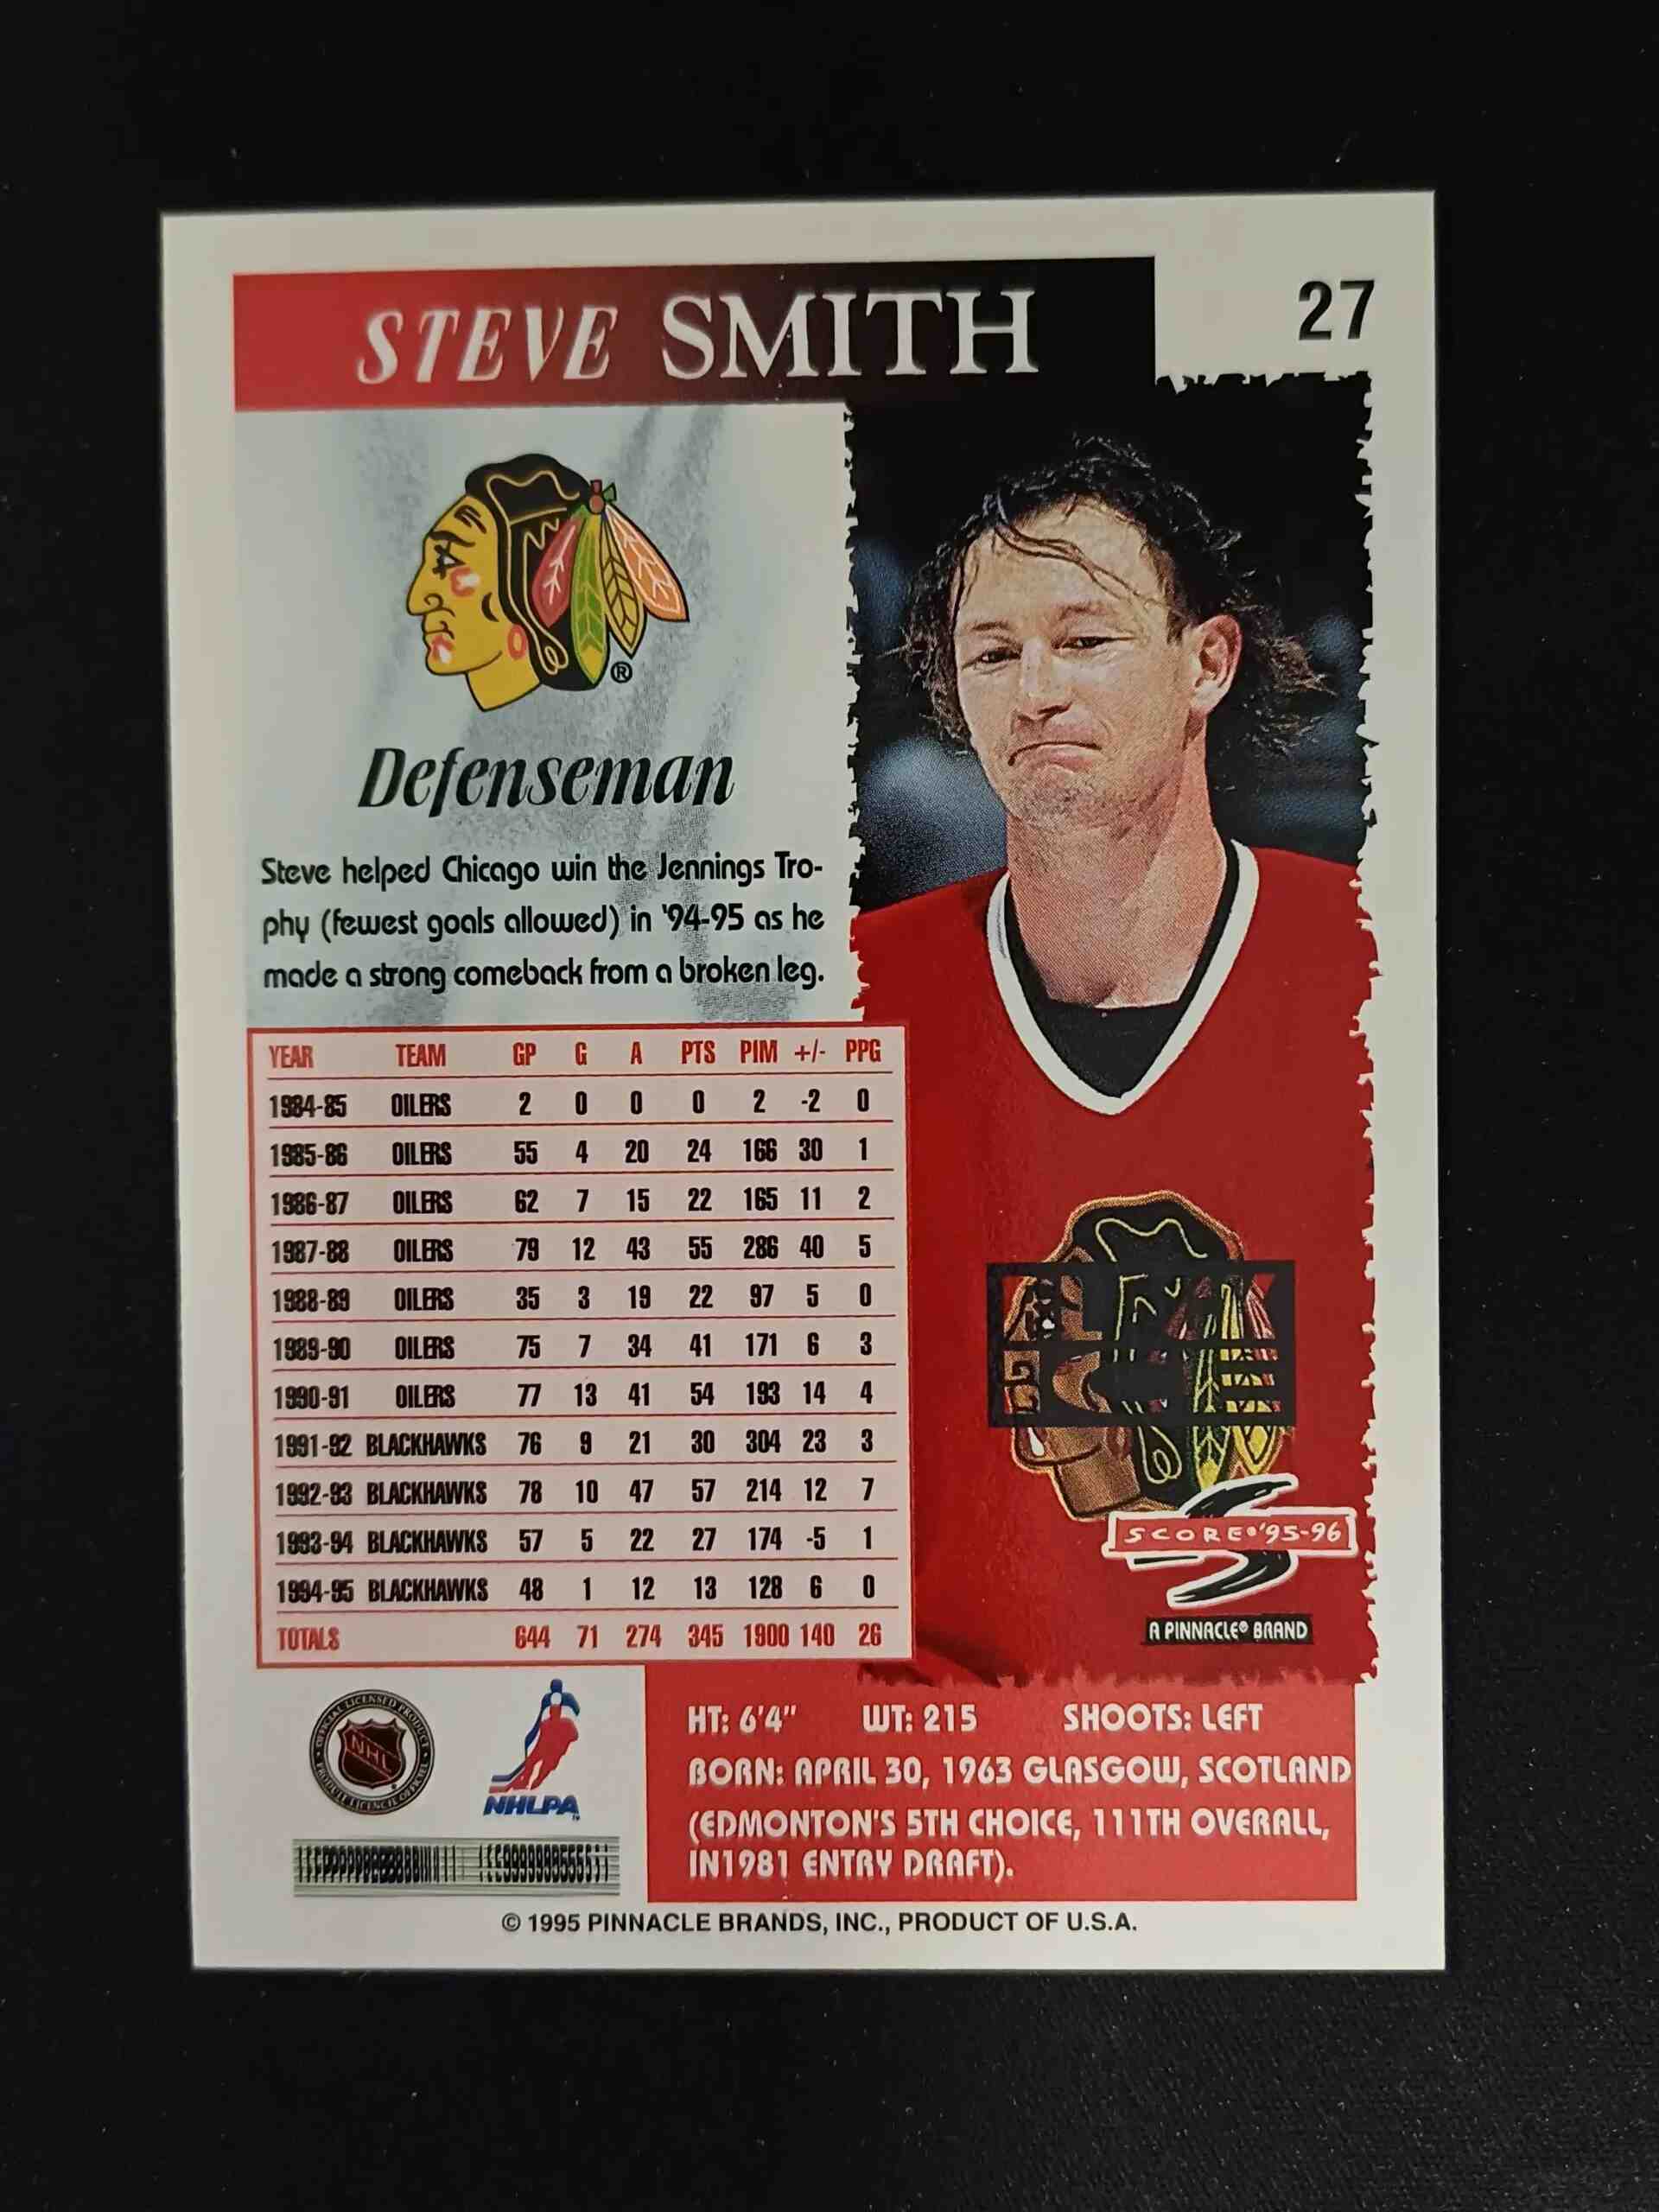 STEVE SMITH
27
®
Defenseman
Steve helped Chicago win the Jennings Tro-
phy (fewest goals allowed) in '94-95 as he
made a strong comeback from a broken leg.
YEAR TEAM GP G A PTS PIM +/- PPG
1984-85 OILERS 2 0 0 0 2 -2 0
1985-86 OILERS 55 4 20 24 166 30 1
1986-87 OILERS 62 7 15 22 165 11 2
1987-88 OILERS 79 12 43 55 286 40 5
1988-89 OILERS 35 3 19 22 97 5 0
1989-90 OILERS 75 7 34 41 171 6 3
1990-91 OILERS 77 13 41 54 193 14 4
1991-92 BLACKHAWKS 76 9 21 30 304 23 3
1992-93 BLACKHAWKS 78 10 47 57 214 12 7
1993-94 BLACKHAWKS 57 5 22 27 174 -5 1
1994-95 BLACKHAWKS 48 1 12 13 128 6 0
TOTALS 644 71 274 345 1900 140 26
SCORE®'95-96
A PINNACLE® BRAND
OFFICIAL LICENSED PRODUCT
NHL
NHLPA
HT: 6'4" WT: 215 SHOOTS: LEFT
BORN: APRIL 30, 1963 GLASGOW, SCOTLAND
(EDMONTON'S 5TH CHOICE, 111TH OVERALL,
IN1981 ENTRY DRAFT).
© 1995 PINNACLE BRANDS, INC., PRODUCT OF U.S.A.